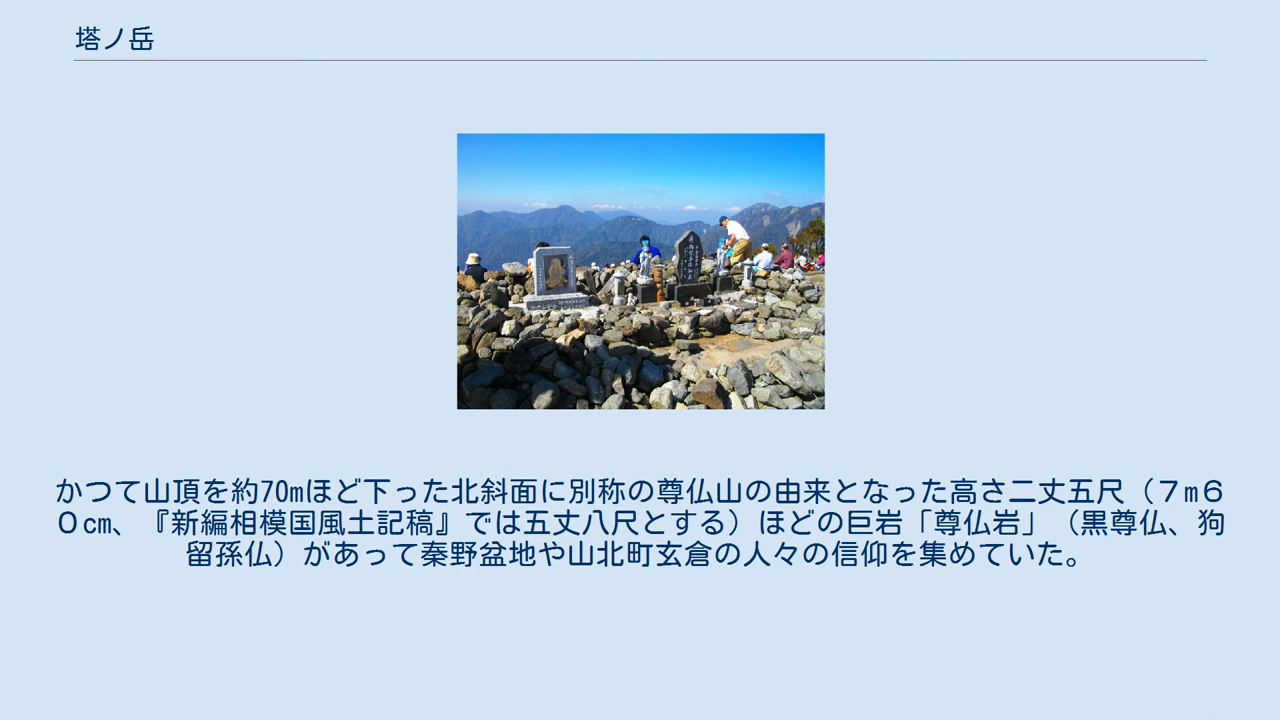 塔ノ岳
かつて山頂を約70mほど下った北斜面に別称の尊仏山の由来となった高さ二丈五尺（７m６
０cm、『新編相模国風土記稿』では五丈八尺とする）ほどの巨岩「尊仏岩」（黒尊仏、狗
留孫仏）があって秦野盆地や山北町玄倉の人々の信仰を集めていた。